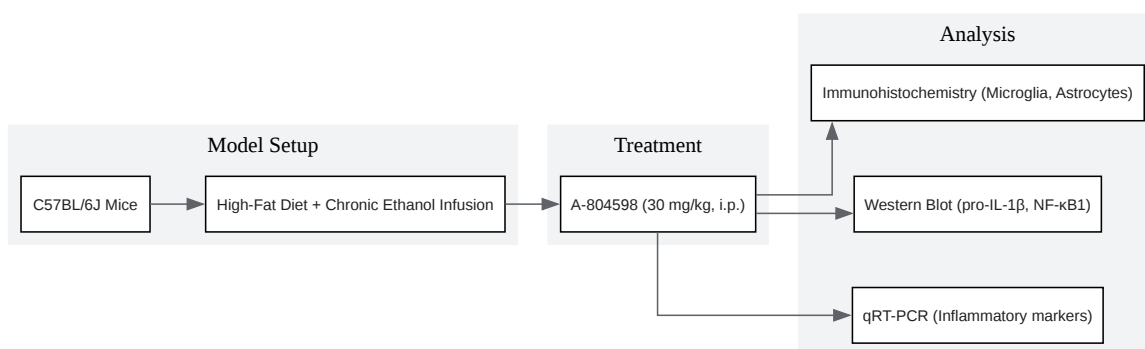 Model Setup
C57BL/6J Mice
High-Fat Diet + Chronic Ethanol Infusion
Treatment
A-804598 (30 mg/kg, i.p.)
Analysis
Immunohistochemistry (Microglia, Astrocytes)
Western Blot (pro-IL-1β, NF-κB1)
qRT-PCR (Inflammatory markers)